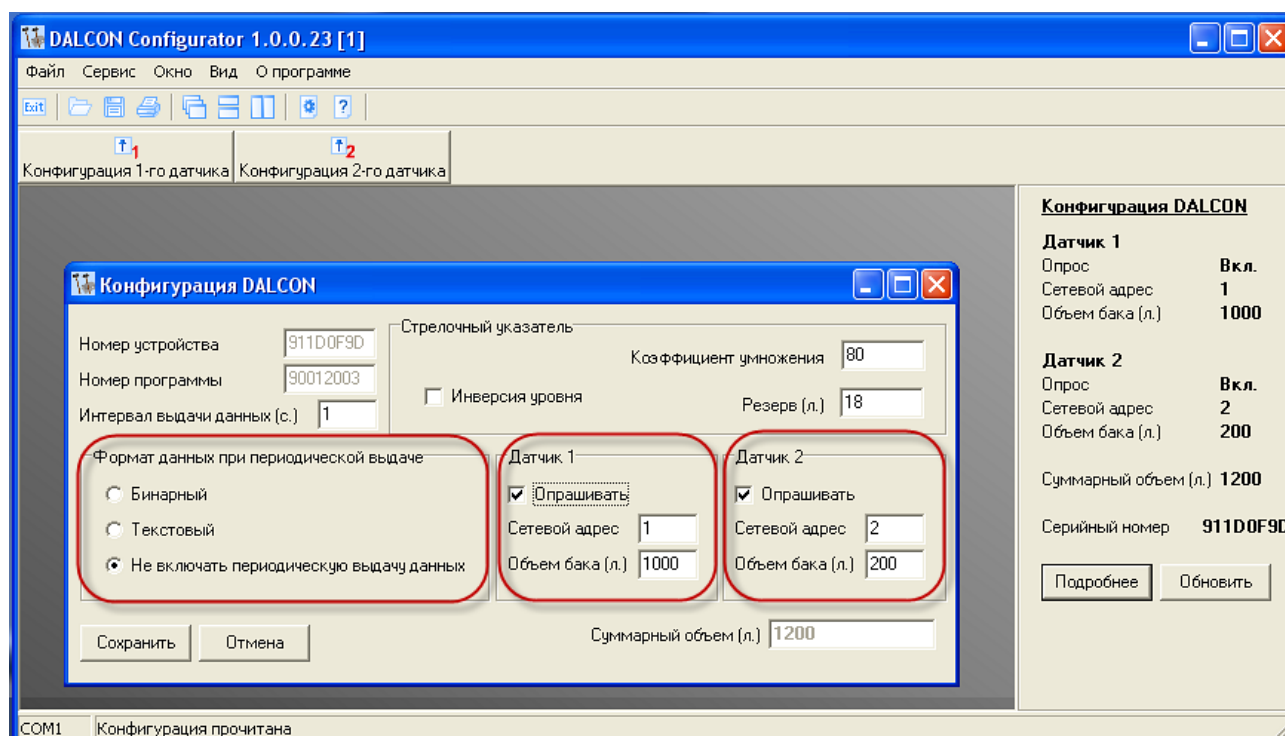 DALCON Configurator 1.0.0.23 [1]
Файл Сервис Окно Вид О программе
Exit
1 2
Конфигурация 1-го датчика Конфигурация 2-го датчика
Конфигурация DALCON
Номер устройства 911D0F9D
Номер программы 90012003
Интервал выдачи данных (с.) 1
Стрелочный указатель
Коэффициент умножения 80
Инверсия уровня Резерв (л.) 18
Формат данных при периодической выдаче
Бинарный
Текстовый
Не включать периодическую выдачу данных
Датчик 1
Опрашивать
Сетевой адрес 1
Объем бака (л.) 1000
Датчик 2
Опрашивать
Сетевой адрес 2
Объем бака (л.) 200
Сохранить Отмена Суммарный объем (л.) 1200
Конфигурация DALCON
Датчик 1
Опрос Вкл.
Сетевой адрес 1
Объем бака (л.) 1000
Датчик 2
Опрос Вкл.
Сетевой адрес 2
Объем бака (л.) 200
Суммарный объем (л.) 1200
Серийный номер 911D0F9D
Подробнее Обновить
COM1 Конфигурация прочитана